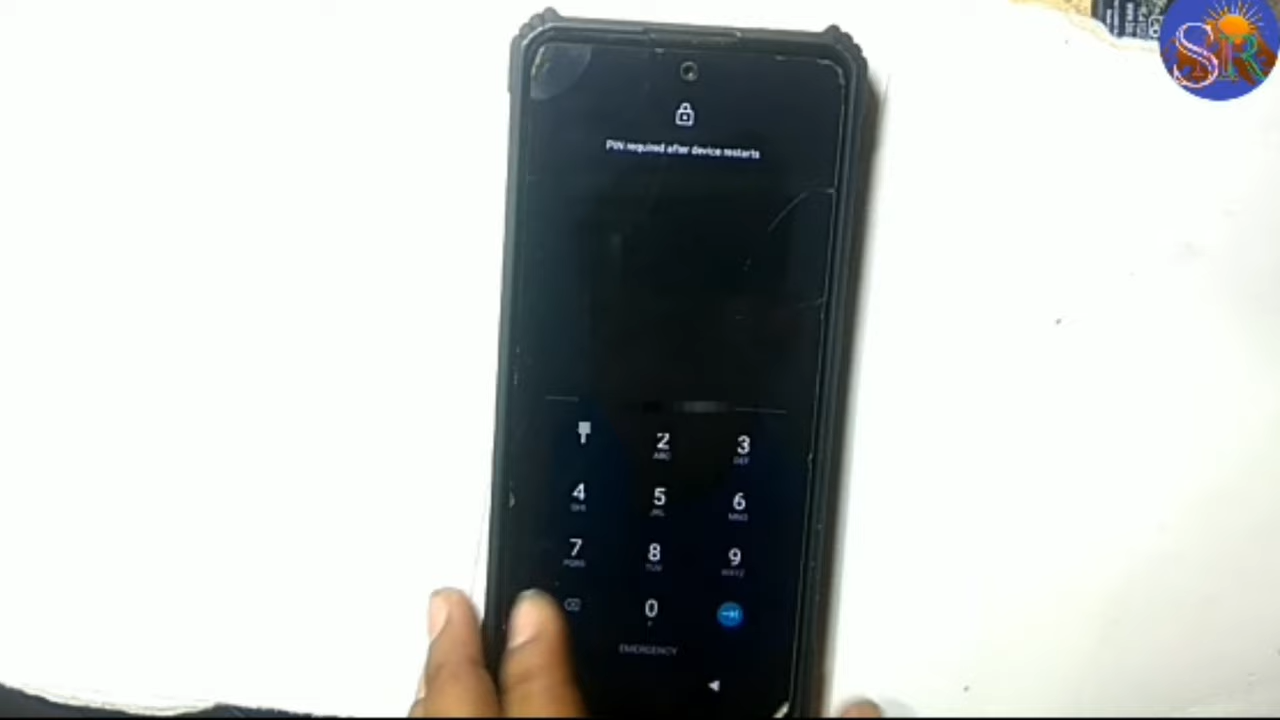 SR
PIN required after device restarts
2 3
ABC DEF
4 5 6
GHI JKL MNO
7 8 9
PQRS TUV WXYZ
0
+
EMERGENCY